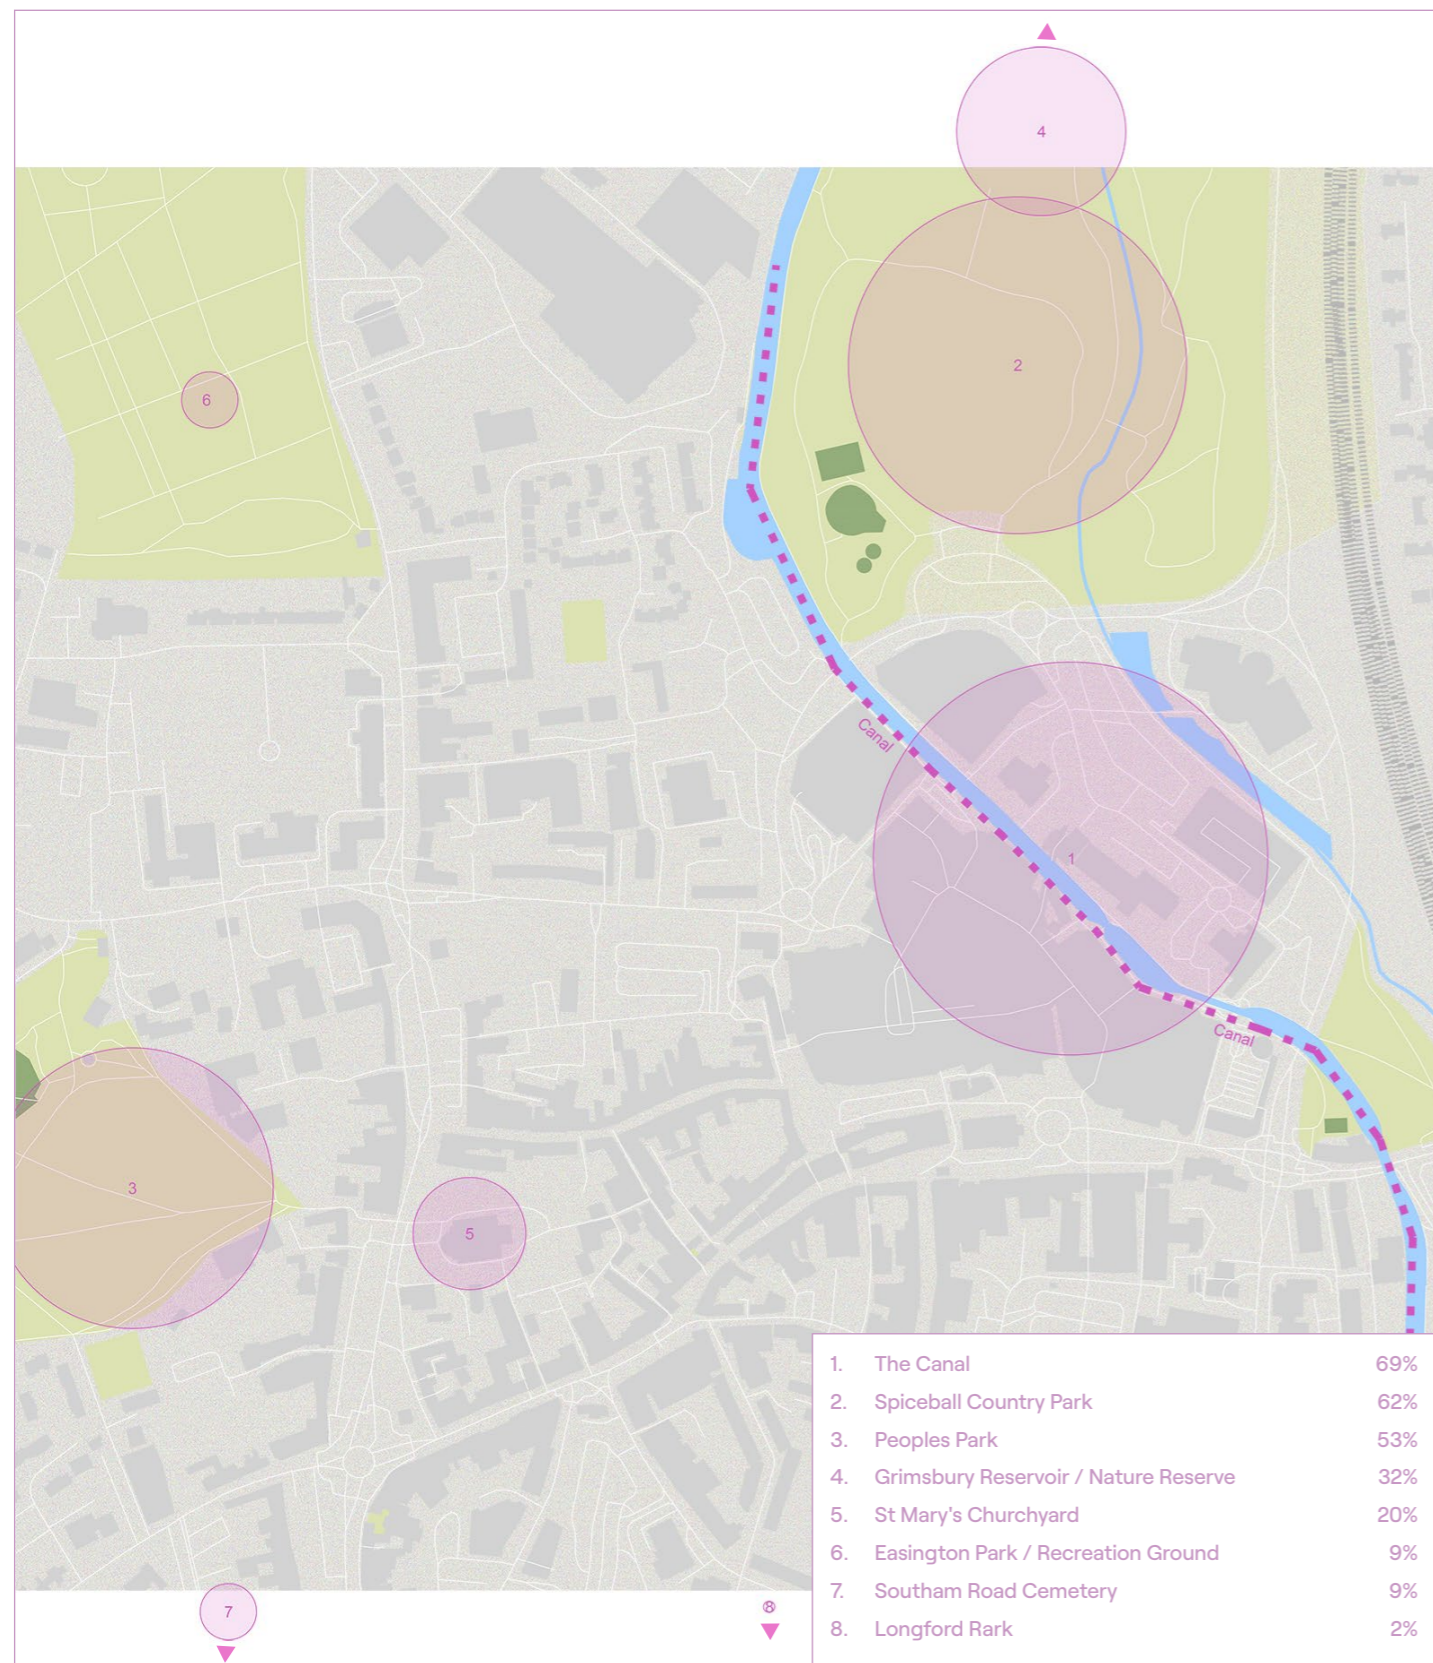 4
2
6
Canal
1
Canal
3
5
7
8
1. The Canal 69%
2. Spiceball Country Park 62%
3. Peoples Park 53%
4. Grimsbury Reservoir / Nature Reserve 32%
5. St Mary's Churchyard 20%
6. Easington Park / Recreation Ground 9%
7. Southam Road Cemetery 9%
8. Longford Rark 2%